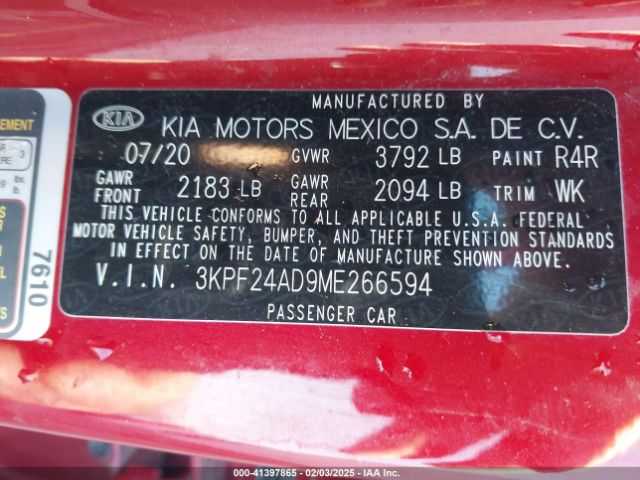 MANUFACTURED BY
KIA KIA MOTORS MEXICO S.A. DE C.V.
07/20 GVWR 3792 LB PAINT R4R
GAWR FRONT 2183 LB GAWR REAR 2094 LB TRIM WK
THIS VEHICLE CONFORMS TO ALL APPLICABLE U.S.A. FEDERAL
MOTOR VEHICLE SAFETY, BUMPER, AND THEFT PREVENTION STANDARDS
IN EFFECT ON THE DATE OF MANUFACTURE SHOWN ABOVE.
V.I.N. 3KPF24AD9ME266594
PASSENGER CAR
7610
00-41397865 - 02/03/2025 - IAA Inc.